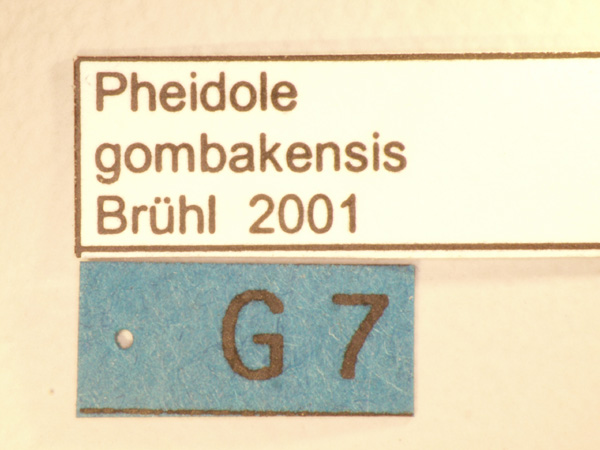 Pheidole
gombakensis
Brühl 2001
G 7